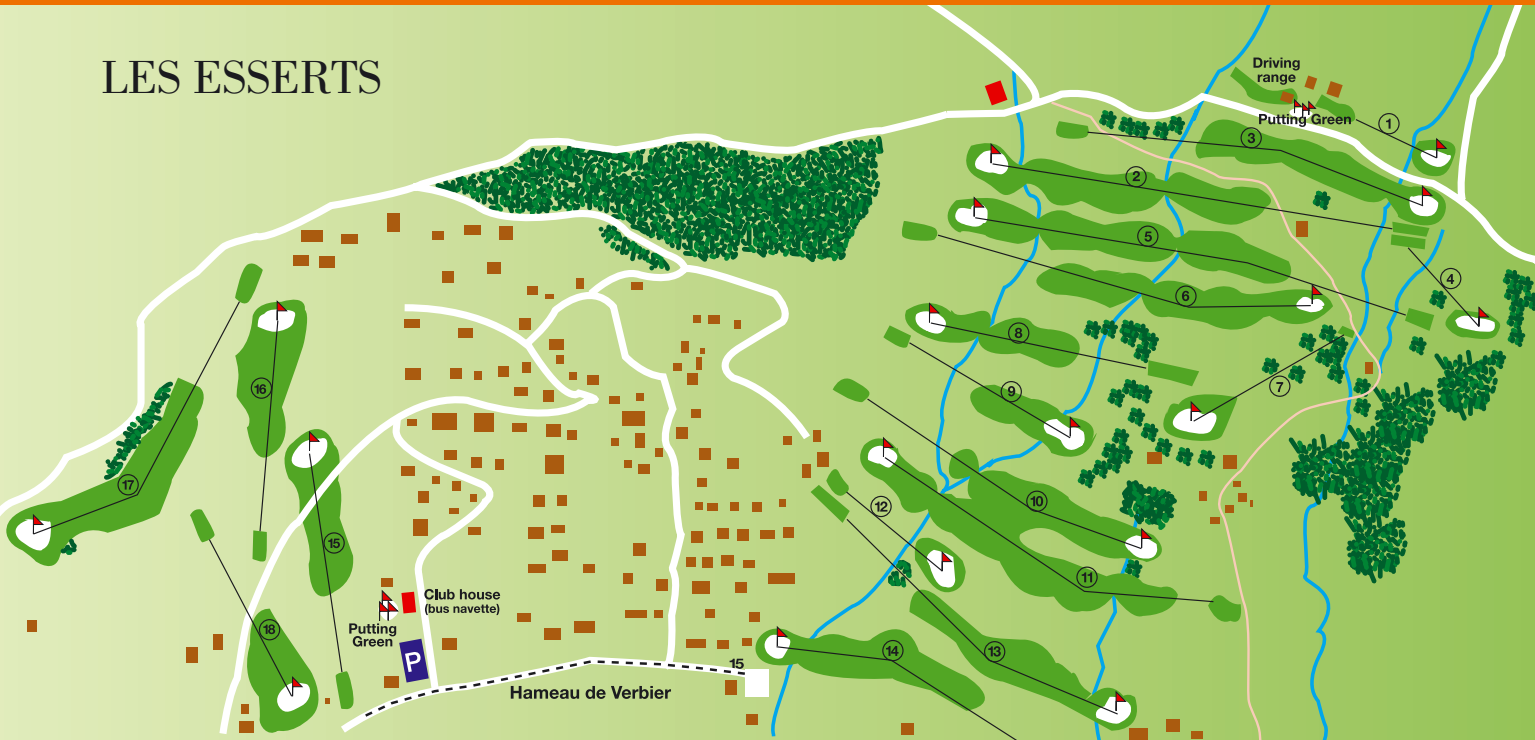 LES ESSERTS
Driving
range
Putting Green
1
3
2
5
4
6
8
7
9
16
17
10
12
15
11
Club house
(bus navette)
Putting
Green
18
P
14
13
15
Hameau de Verbier